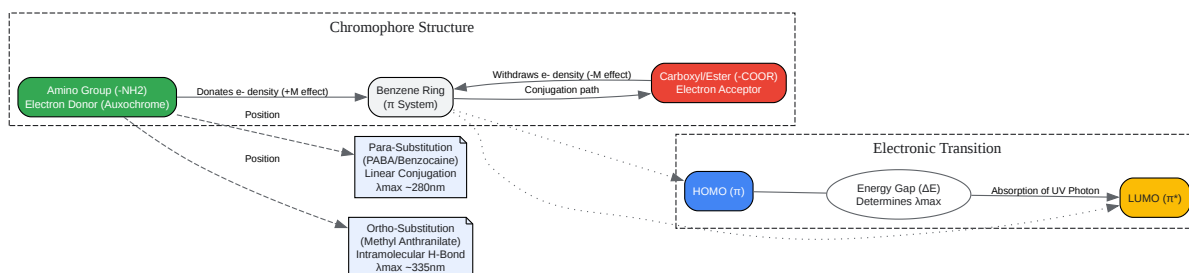 Chromophore Structure
Amino Group (-NH2)
Electron Donor (Auxochrome)
Donates e- density (+M effect)
Benzene Ring
(π System)
Withdraws e- density (-M effect)
Conjugation path
Carboxyl/Ester (-COOR)
Electron Acceptor
Position
Position
Para-Substitution
(PABA/Benzocaine)
Linear Conjugation
λmax ~280nm
Ortho-Substitution
(Methyl Anthranilate)
Intramolecular H-Bond
λmax ~335nm
Electronic Transition
HOMO (π)
Energy Gap (ΔE)
Determines λmax
Absorption of UV Photon
LUMO (π*)